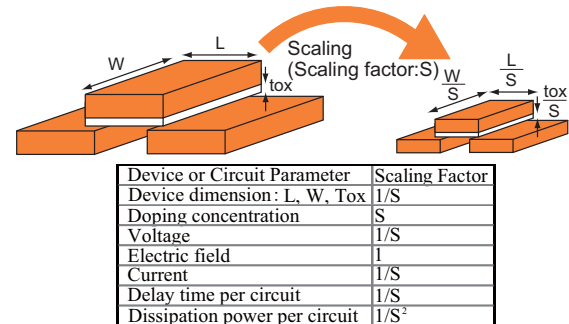 L
W
tox
Scaling
(Scaling factor:S)
W
S
L
S
tox
S
Device or Circuit Parameter Scaling Factor
Device dimension: L, W, Tox 1/S
Doping concentration S
Voltage 1/S
Electric field 1
Current 1/S
Delay time per circuit 1/S
Dissipation power per circuit 1/S²